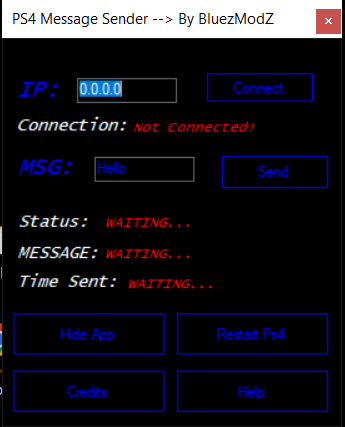 PS4 Message Sender --> By BluezModZ
IP: 0.0.0.0 Connect
Connection: Not Connected!
MSG: Hello Send
Status: WAITING...
MESSAGE: WAITING...
Time Sent: WAITING...
Hide App Restart Ps4
Credits Help